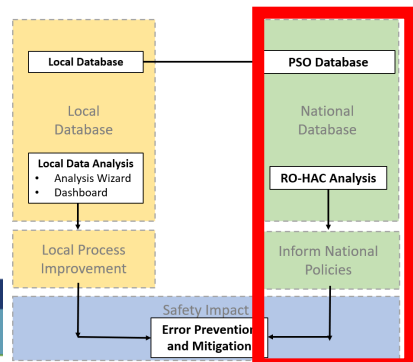 Local Database
PSO Database
Local
Database
National
Database
Local Data Analysis
• Analysis Wizard
• Dashboard
RO-HAC Analysis
Local Process
Improvement
Inform National
Policies
Safety Impact
Error Prevention
and Mitigation